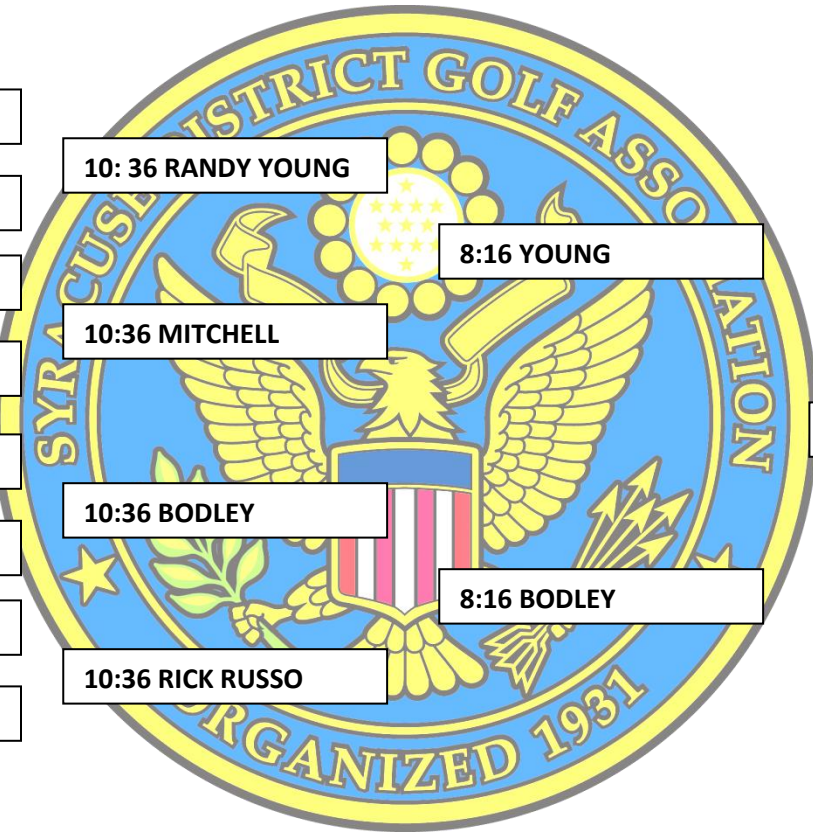 SYRACUSE DISTRICT GOLF ASSOCIATION
10: 36 RANDY YOUNG
8:16 YOUNG
10:36 MITCHELL
10:36 BODLEY
8:16 BODLEY
10:36 RICK RUSSO
ORGANIZED 1931